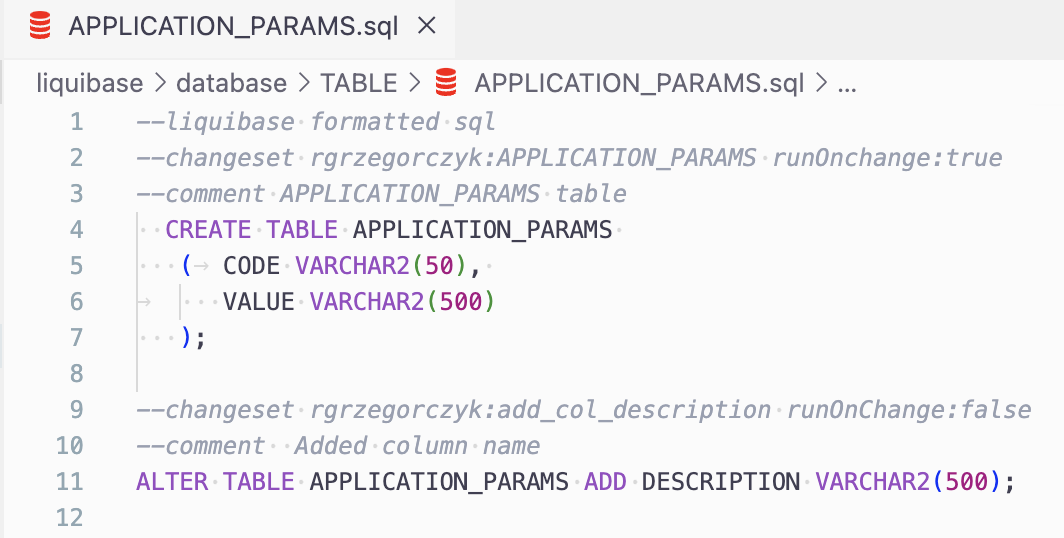 APPLICATION_PARAMS.sql ×
liquibase > database > TABLE > APPLICATION_PARAMS.sql > ...
1 --liquibase formatted sql
2 --changeset rgrzegorczyk:APPLICATION_PARAMS runOnchange:true
3 --comment APPLICATION_PARAMS table
4 CREATE TABLE APPLICATION_PARAMS
5 ( CODE VARCHAR2(50),
6 VALUE VARCHAR2(500)
7 );
8
9 --changeset rgrzegorczyk:add_col_description runOnChange:false
10 --comment Added column name
11 ALTER TABLE APPLICATION_PARAMS ADD DESCRIPTION VARCHAR2(500);
12